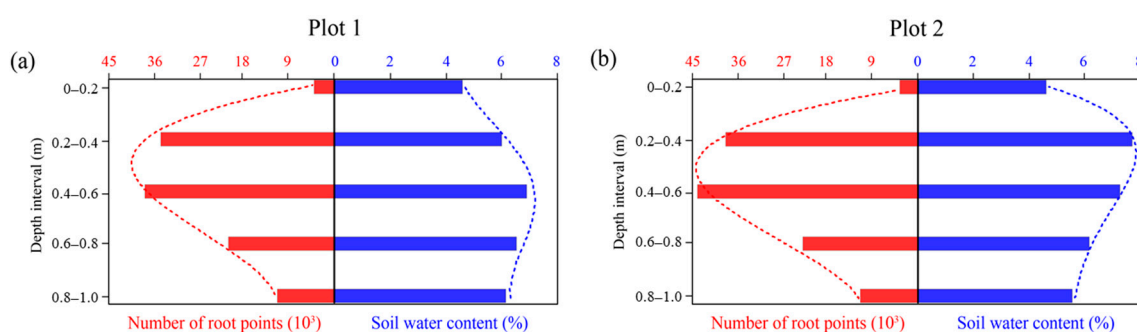 Plot 1
(a)
45 36 27 18 9 0 2 4 6 8
Depth interval (m)
0–0.2
0.2–0.4
0.4–0.6
0.6–0.8
0.8–1.0
Number of root points (10³) Soil water content (%)
Plot 2
(b)
45 36 27 18 9 0 2 4 6 8
Depth interval (m)
0–0.2
0.2–0.4
0.4–0.6
0.6–0.8
0.8–1.0
Number of root points (10³) Soil water content (%)